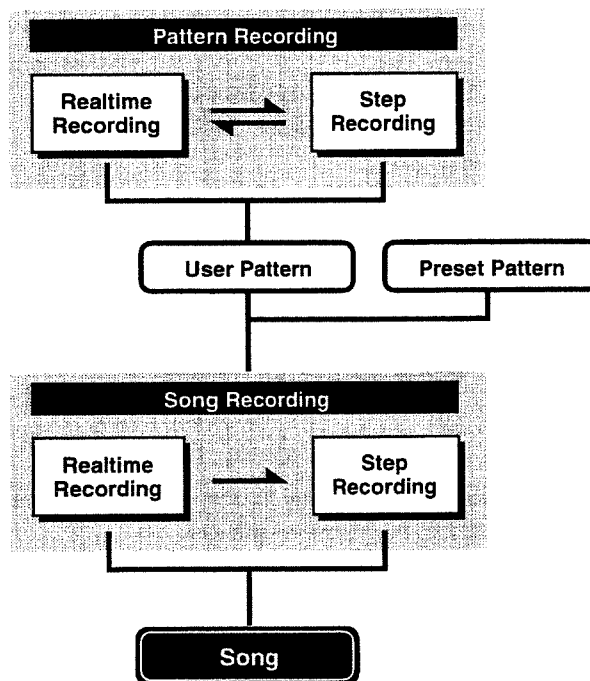 Pattern Recording
Realtime
Recording
Step
Recording
User Pattern
Preset Pattern
Song Recording
Realtime
Recording
Step
Recording
Song